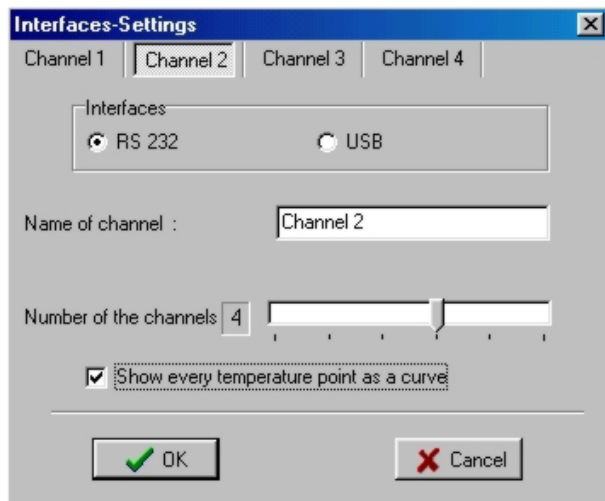 Interfaces-Settings
Channel 1 Channel 2 Channel 3 Channel 4
Interfaces
RS 232 USB
Name of channel : Channel 2
Number of the channels 4
Show every temperature point as a curve
OK Cancel